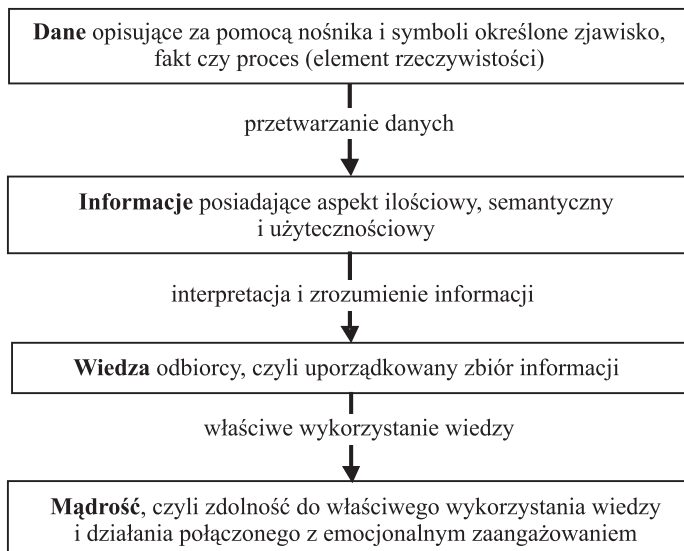 Dane opisujące za pomocą nośnika i symboli określone zjawisko,
fakt czy proces (element rzeczywistości)
przetwarzanie danych
Informacje posiadające aspekt ilościowy, semantyczny
i użytecznościowy
interpretacja i zrozumienie informacji
Wiedza odbiorcy, czyli uporządkowany zbiór informacji
właściwe wykorzystanie wiedzy
Mądrość, czyli zdolność do właściwego wykorzystania wiedzy
i działania połączonego z emocjonalnym zaangażowaniem